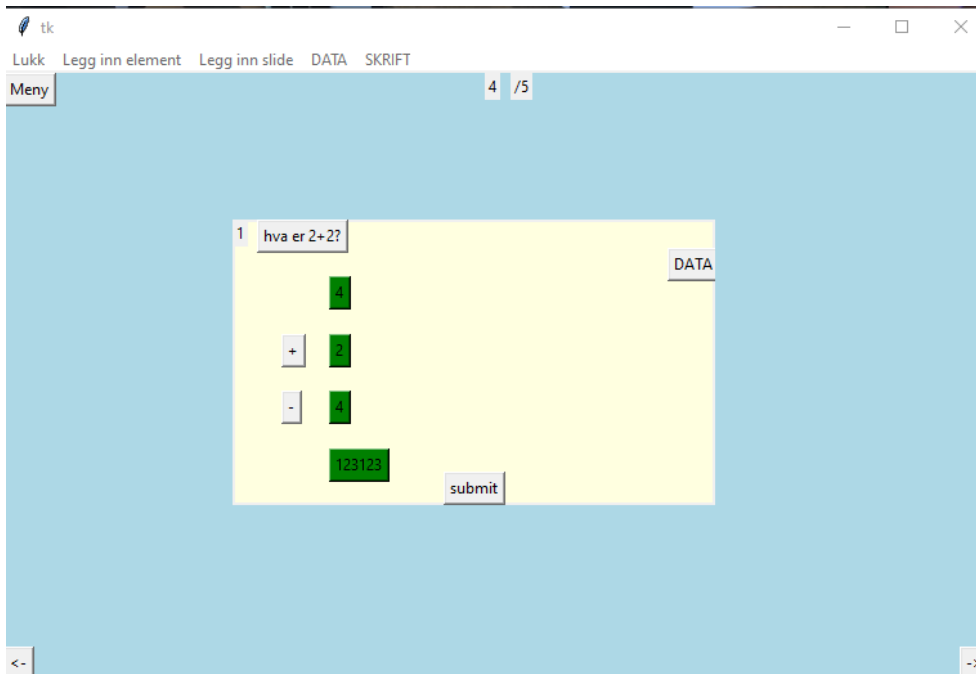 tk
Lukk Legg inn element Legg inn slide DATA SKRIFT
Meny
4 /5
1 hva er 2+2?
DATA
4
+ 2
- 4
123123
submit
<- ->